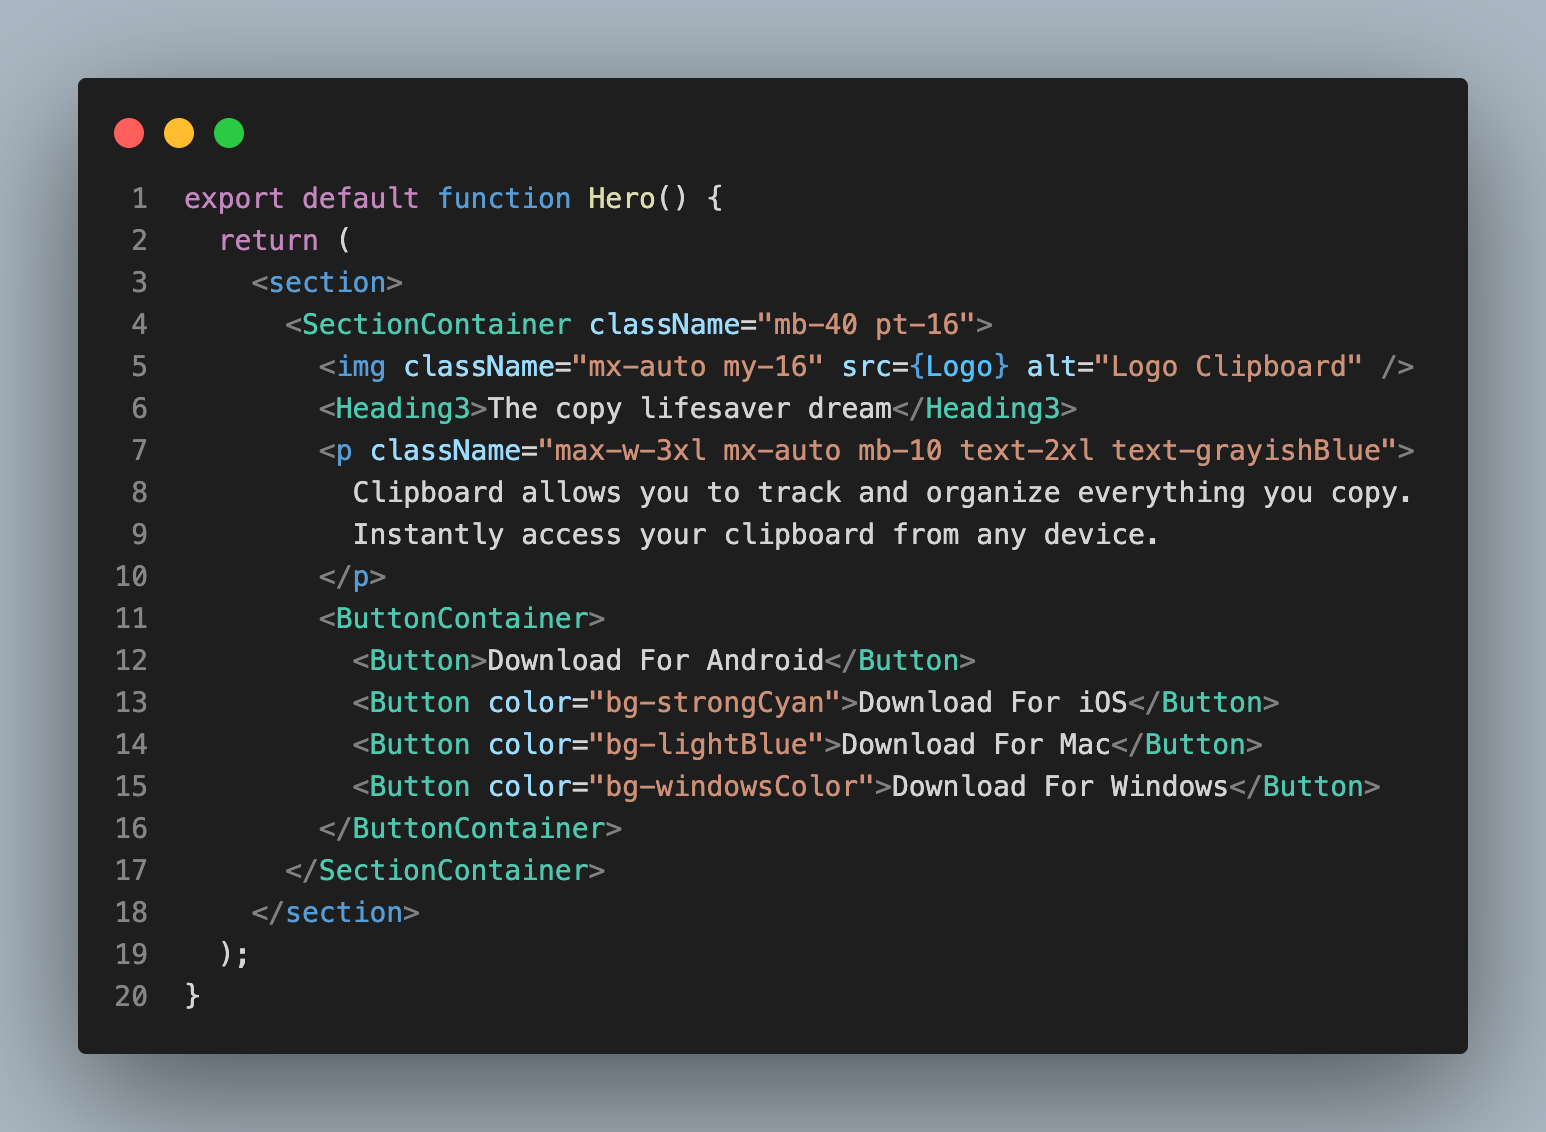 1 export default function Hero() {
2   return (
3     <section>
4       <SectionContainer className="mb-40 pt-16">
5         <img className="mx-auto my-16" src={Logo} alt="Logo Clipboard" />
6         <Heading3>The copy lifesaver dream</Heading3>
7         <p className="max-w-3xl mx-auto mb-10 text-2xl text-grayishBlue">
8           Clipboard allows you to track and organize everything you copy.
9           Instantly access your clipboard from any device.
10         </p>
11         <ButtonContainer>
12           <Button>Download For Android</Button>
13           <Button color="bg-strongCyan">Download For iOS</Button>
14           <Button color="bg-lightBlue">Download For Mac</Button>
15           <Button color="bg-windowsColor">Download For Windows</Button>
16         </ButtonContainer>
17       </SectionContainer>
18     </section>
19   );
20 }